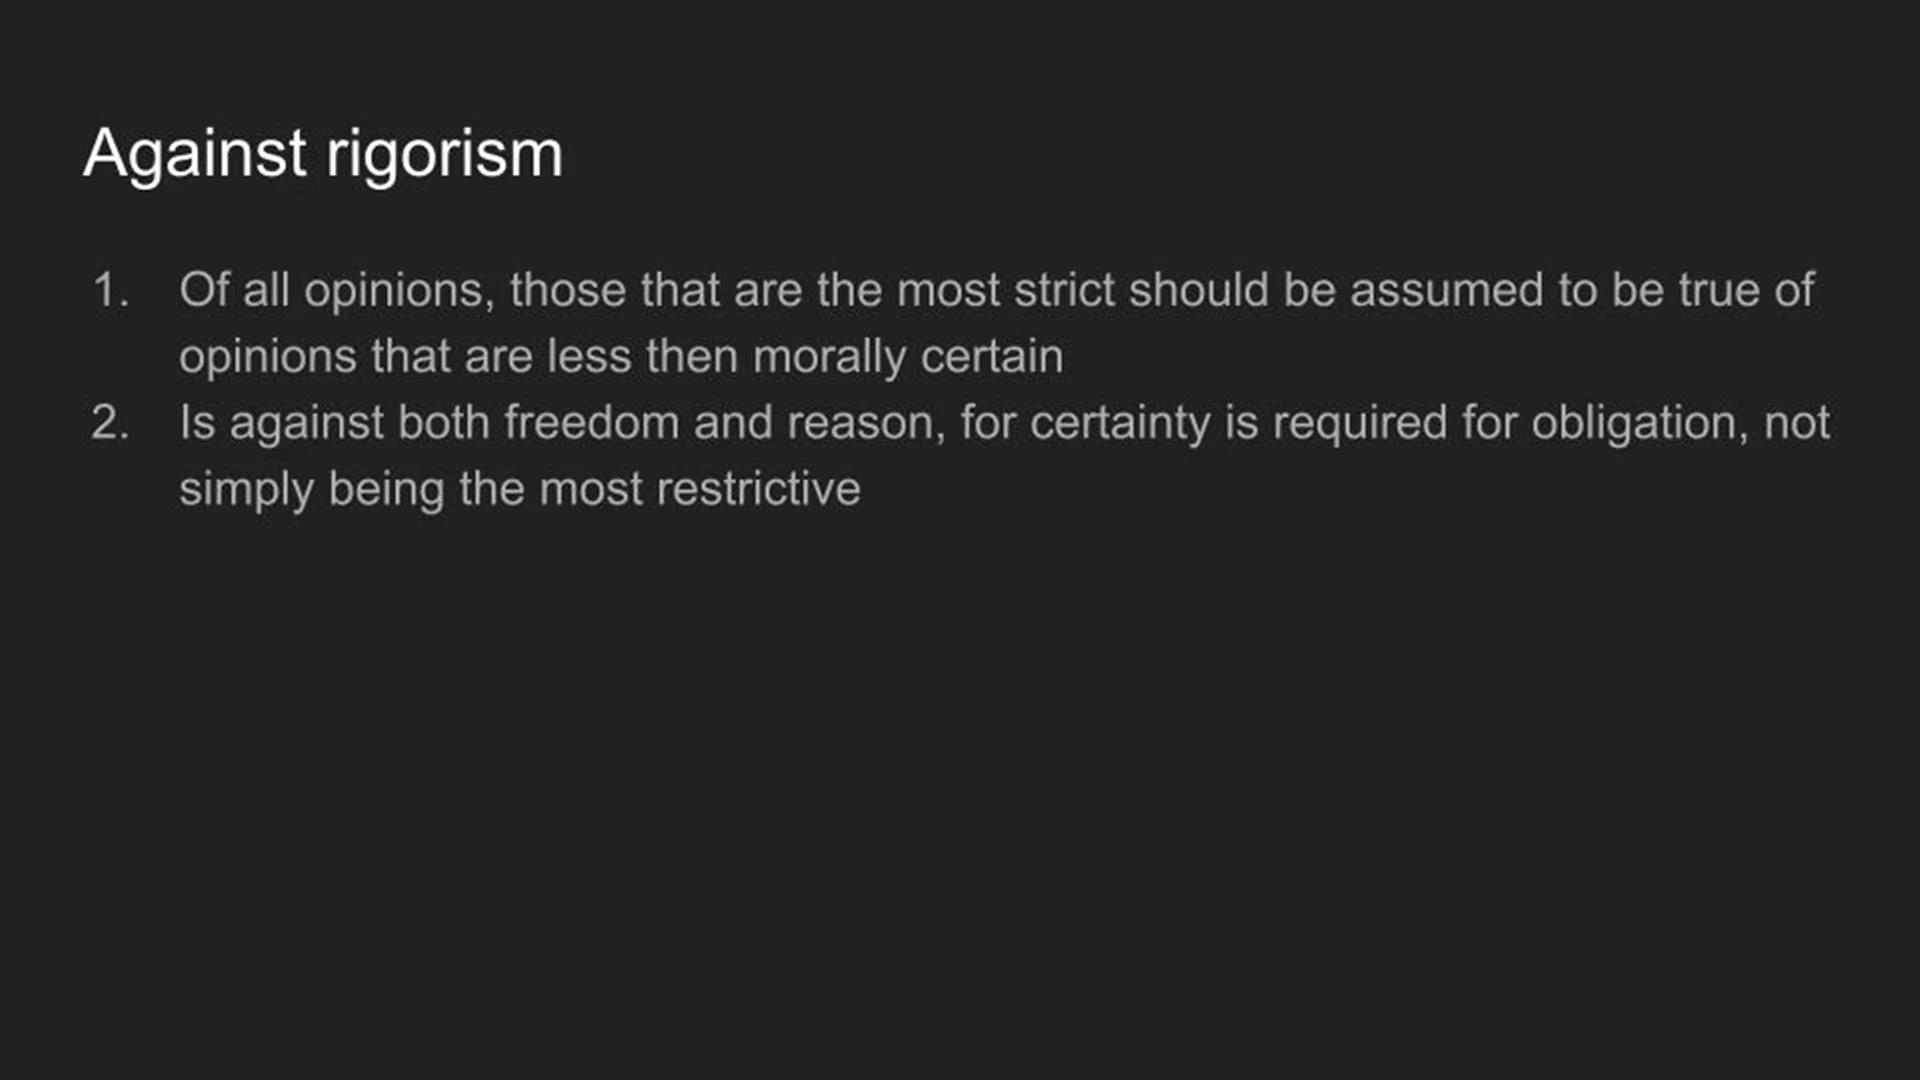 Against rigorism
1. Of all opinions, those that are the most strict should be assumed to be true of
opinions that are less then morally certain
2. Is against both freedom and reason, for certainty is required for obligation, not
simply being the most restrictive